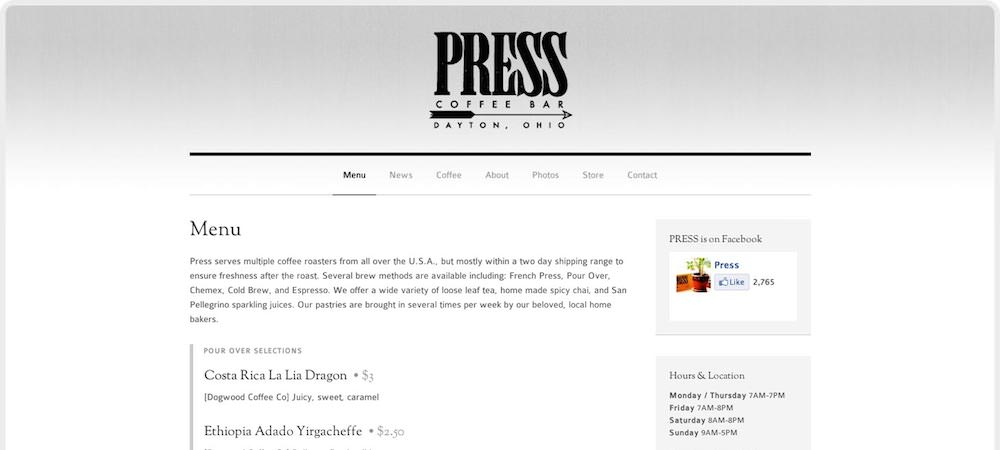 PRESS
COFFEE BAR
DAYTON, OHIO
Menu News Coffee About Photos Store Contact
Menu
Press serves multiple coffee roasters from all over the U.S.A., but mostly within a two day shipping range to
ensure freshness after the roast. Several brew methods are available including: French Press, Pour Over,
Chemex, Cold Brew, and Espresso. We offer a wide variety of loose leaf tea, home made spicy chai, and San
Pellegrino sparkling juices. Our pastries are brought in several times per week by our beloved, local home
bakers.
POUR OVER SELECTIONS
Costa Rica La Lia Dragon • $3
[Dogwood Coffee Co] Juicy, sweet, caramel
Ethiopia Adado Yirgacheffe • $2.50
PRESS is on Facebook
Press
Like 2,765
Hours & Location
Monday / Thursday 7AM-7PM
Friday 7AM-8PM
Saturday 8AM-8PM
Sunday 9AM-5PM